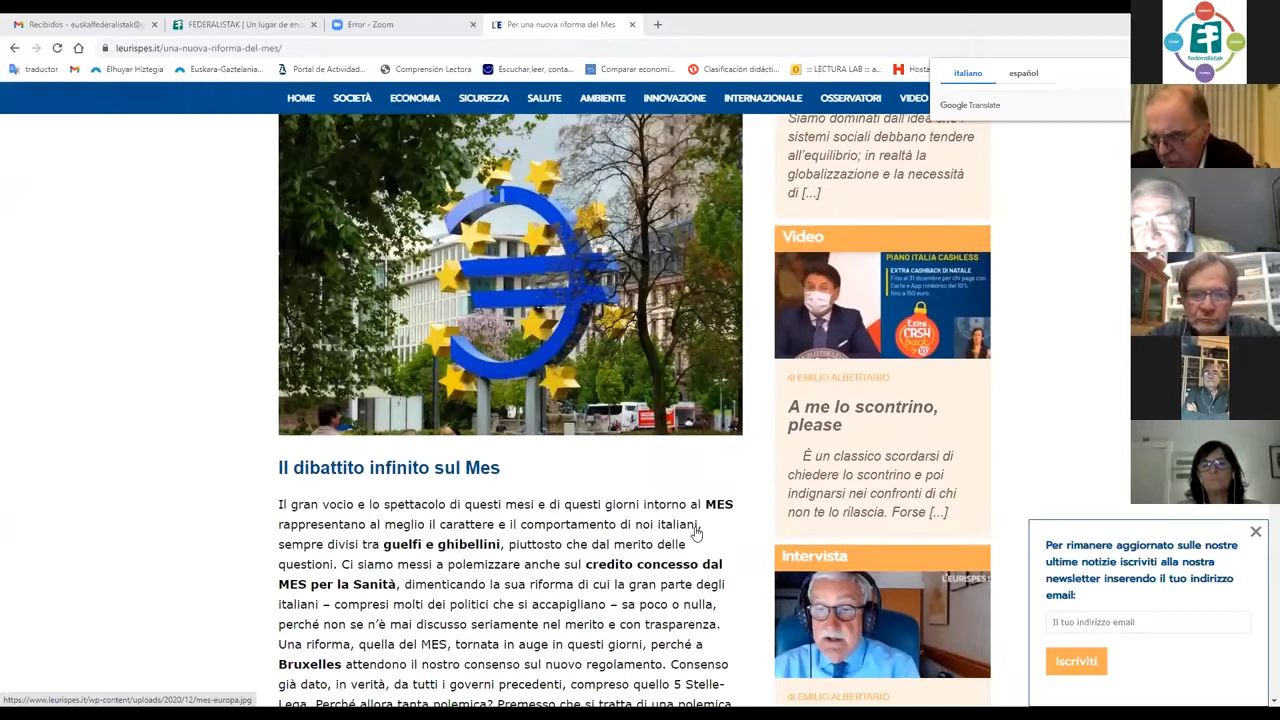 Recibidos - euskalfederalistak@g
FEDERALISTAK | Un lugar de enc
Error - Zoom
Per una nuova riforma del Mes
leurispes.it/una-nuova-riforma-del-mes/
traductor
Elhuyar Hiztegia
Euskara-Gaztelania...
Portal de Actividad...
Comprensión Lectora
Escuchar,leer, conta...
Comparar economí...
Clasificación didácti...
:: LECTURA LAB :: a...
Hosta
italiano
español
Google Translate
federalistak
HOME
SOCIETÀ
ECONOMIA
SICUREZZA
SALUTE
AMBIENTE
INNOVAZIONE
INTERNAZIONALE
OSSERVATORI
VIDEO
Il dibattito infinito sul Mes
Il gran vocio e lo spettacolo di questi mesi e di questi giorni intorno al MES
rappresentano al meglio il carattere e il comportamento di noi italiani,
sempre divisi tra guelfi e ghibellini, piuttosto che dal merito delle
questioni. Ci siamo messi a polemizzare anche sul credito concesso dal
MES per la Sanità, dimenticando la sua riforma di cui la gran parte degli
italiani – compresi molti dei politici che si accapigliano – sa poco o nulla,
perché non se n'è mai discusso seriamente nel merito e con trasparenza.
Una riforma, quella del MES, tornata in auge in questi giorni, perché a
Bruxelles attendono il nostro consenso sul nuovo regolamento. Consenso
già dato, in verità, da tutti i governi precedenti, compreso quello 5 Stelle-
Lega. Perché allora tanta polemica? Premesso che si tratta di una polemica
Siamo dominati dall'idea che i
sistemi sociali debbano tendere
all'equilibrio; in realtà la
globalizzazione e la necessità
di [...]
Video
PIANO ITALIA CASHLESS
EXTRA CASHBACK DI NATALE
Fino al 31 dicembre per chi paga con
Carte e App rimborso del 10%
fino a 150 euro.
EXTRA
CASH
BACK
di EMILIO ALBERTARIO
A me lo scontrino,
please
È un classico scordarsi di
chiedere lo scontrino e poi
indignarsi nei confronti di chi
non te lo rilascia. Forse [...]
Intervista
L'EURISPES
di EMILIO ALBERTARIO
Per rimanere aggiornato sulle nostre
ultime notizie iscriviti alla nostra
newsletter inserendo il tuo indirizzo
email:
Il tuo indirizzo email
Iscriviti
https://www.leurispes.it/wp-content/uploads/2020/12/mes-europa.jpg